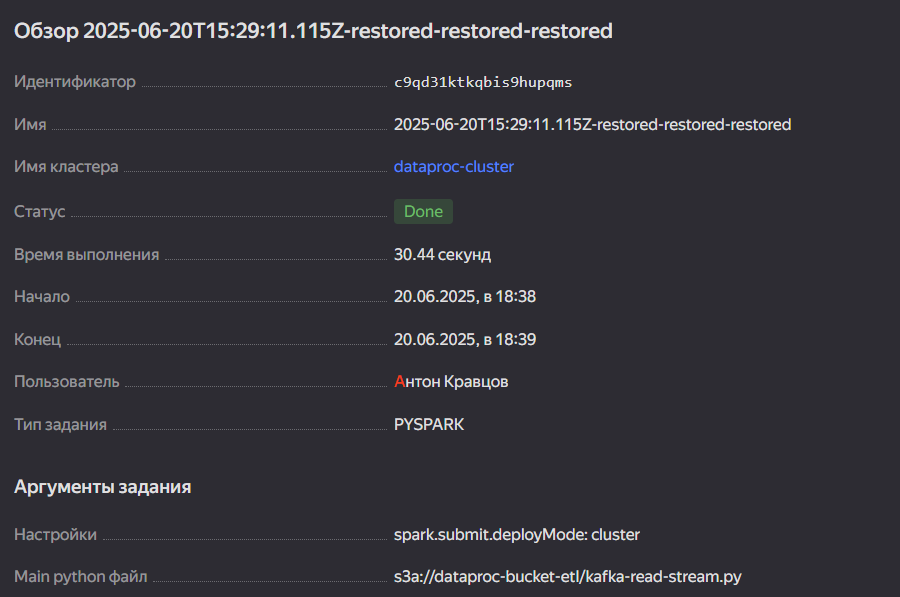 Обзор 2025-06-20T15:29:11.115Z-restored-restored-restored
Идентификатор c9qd31ktkqbis9hupqms
Имя 2025-06-20T15:29:11.115Z-restored-restored-restored
Имя кластера dataproc-cluster
Статус Done
Время выполнения 30.44 секунд
Начало 20.06.2025, в 18:38
Конец 20.06.2025, в 18:39
Пользователь Антон Кравцов
Тип задания PYSPARK
Аргументы задания
Настройки spark.submit.deployMode: cluster
Main python файл s3a://dataproc-bucket-etl/kafka-read-stream.py